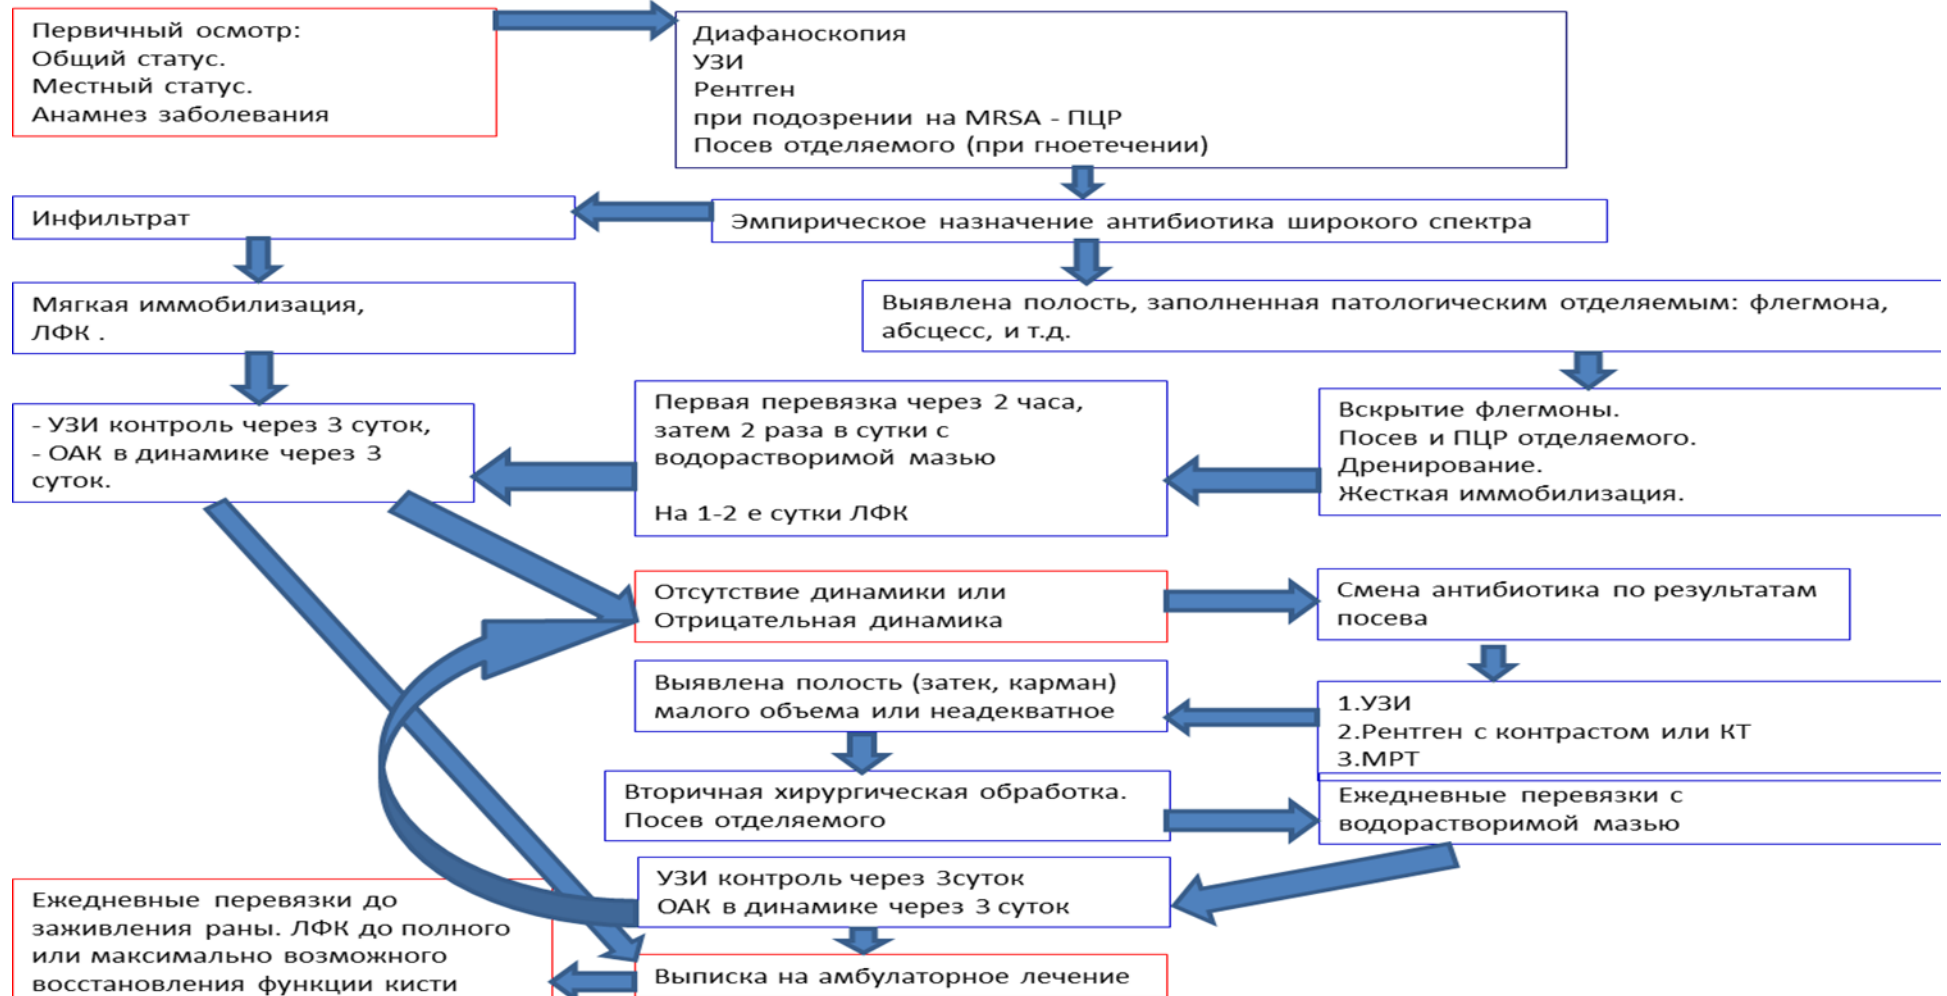 Первичный осмотр:
Общий статус.
Местный статус.
Анамнез заболевания
Диафаноскопия
УЗИ
Рентген
при подозрении на MRSA - ПЦР
Посев отделяемого (при гноетечении)
Инфильтрат
Эмпирическое назначение антибиотика широкого спектра
Мягкая иммобилизация,
ЛФК .
Выявлена полость, заполненная патологическим отделяемым: флегмона,
абсцесс, и т.д.
- УЗИ контроль через 3 суток,
- ОАК в динамике через 3
суток.
Первая перевязка через 2 часа,
затем 2 раза в сутки с
водорастворимой мазью
На 1-2 е сутки ЛФК
Вскрытие флегмоны.
Посев и ПЦР отделяемого.
Дренирование.
Жесткая иммобилизация.
Отсутствие динамики или
Отрицательная динамика
Смена антибиотика по результатам
посева
Выявлена полость (затек, карман)
малого объема или неадекватное
1.УЗИ
2.Рентген с контрастом или КТ
3.МРТ
Вторичная хирургическая обработка.
Посев отделяемого
Ежедневные перевязки с
водорастворимой мазью
УЗИ контроль через 3суток
ОАК в динамике через 3 суток
Ежедневные перевязки до
заживления раны. ЛФК до полного
или максимально возможного
восстановления функции кисти
Выписка на амбулаторное лечение